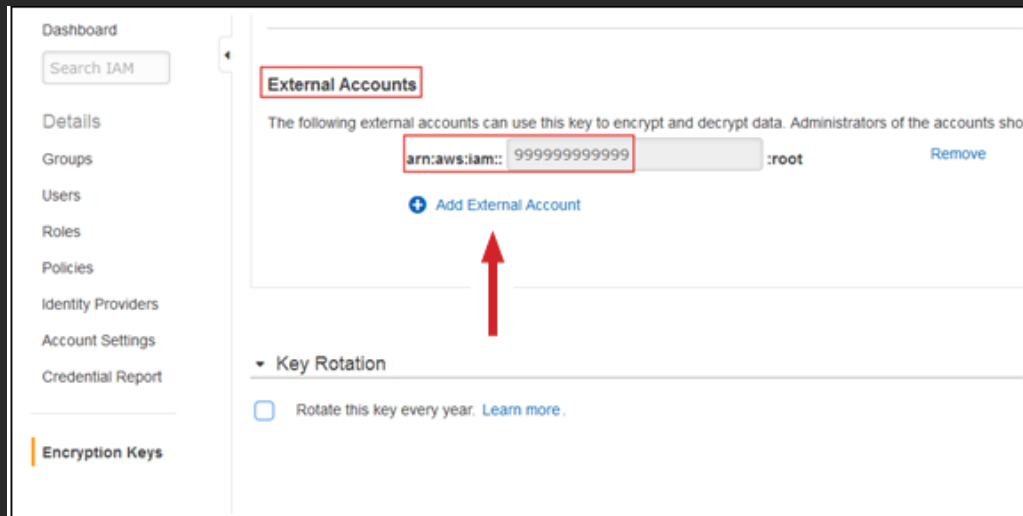 Dashboard
Search IAM
Details
Groups
Users
Roles
Policies
Identity Providers
Account Settings
Credential Report
Encryption Keys
External Accounts
The following external accounts can use this key to encrypt and decrypt data. Administrators of the accounts sho
arn:aws:iam:: 999999999999 :root Remove
Add External Account
Key Rotation
Rotate this key every year. Learn more.